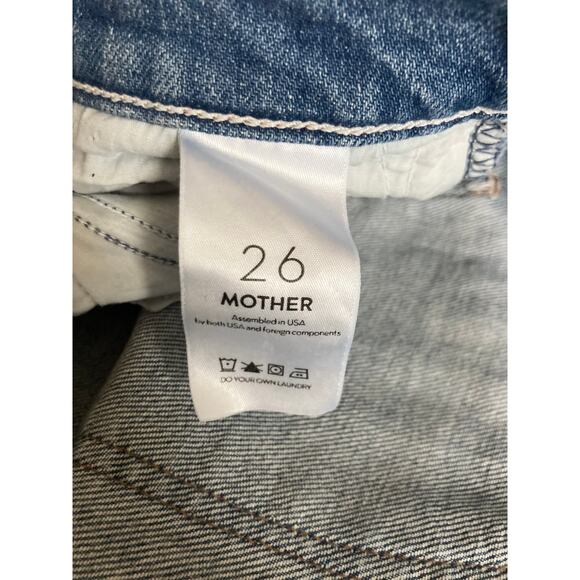 26
MOTHER
Assembled in USA
by both USA and foreign components
DO YOUR OWN LAUNDRY